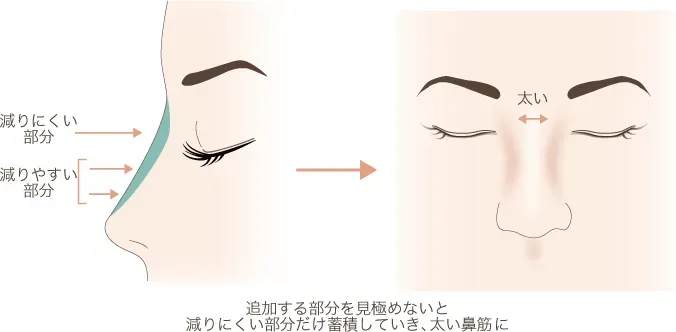 減りにくい
部分
減りやすい
部分
太い
追加する部分を見極めないと
減りにくい部分だけ蓄積していき、太い鼻筋に